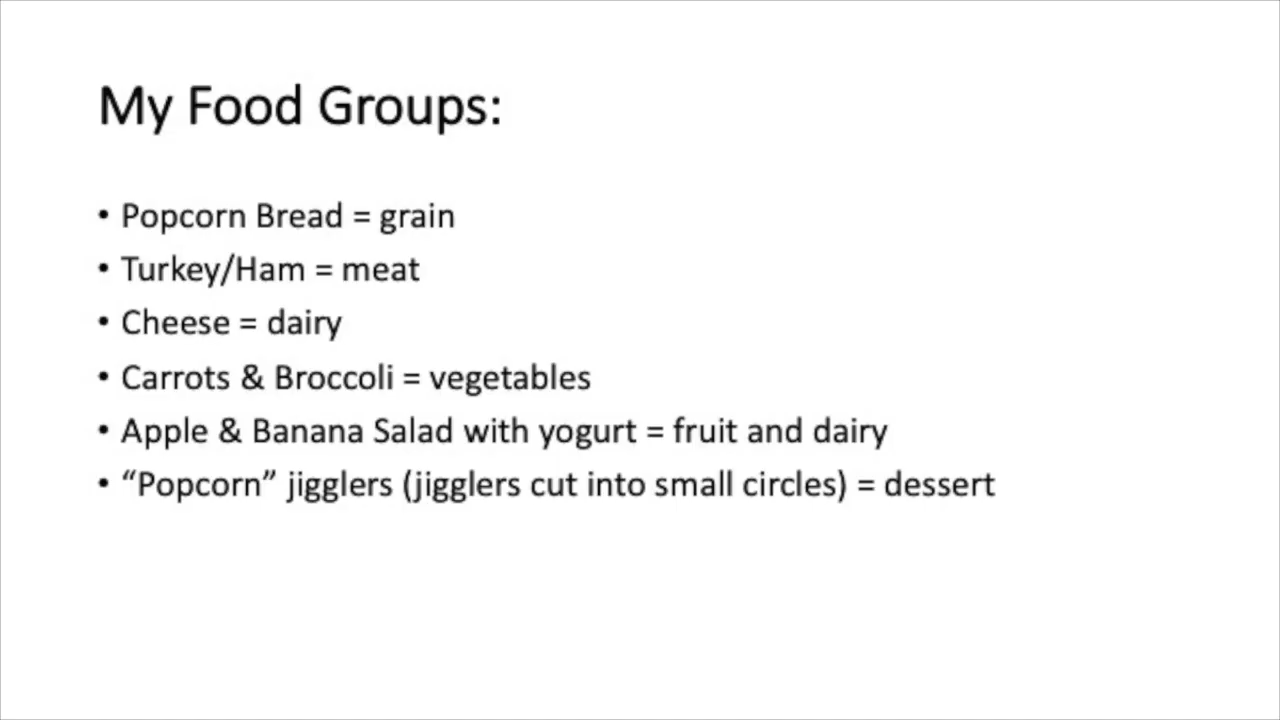 My Food Groups:
• Popcorn Bread = grain
• Turkey/Ham = meat
• Cheese = dairy
• Carrots & Broccoli = vegetables
• Apple & Banana Salad with yogurt = fruit and dairy
• “Popcorn” jigglers (jigglers cut into small circles) = dessert